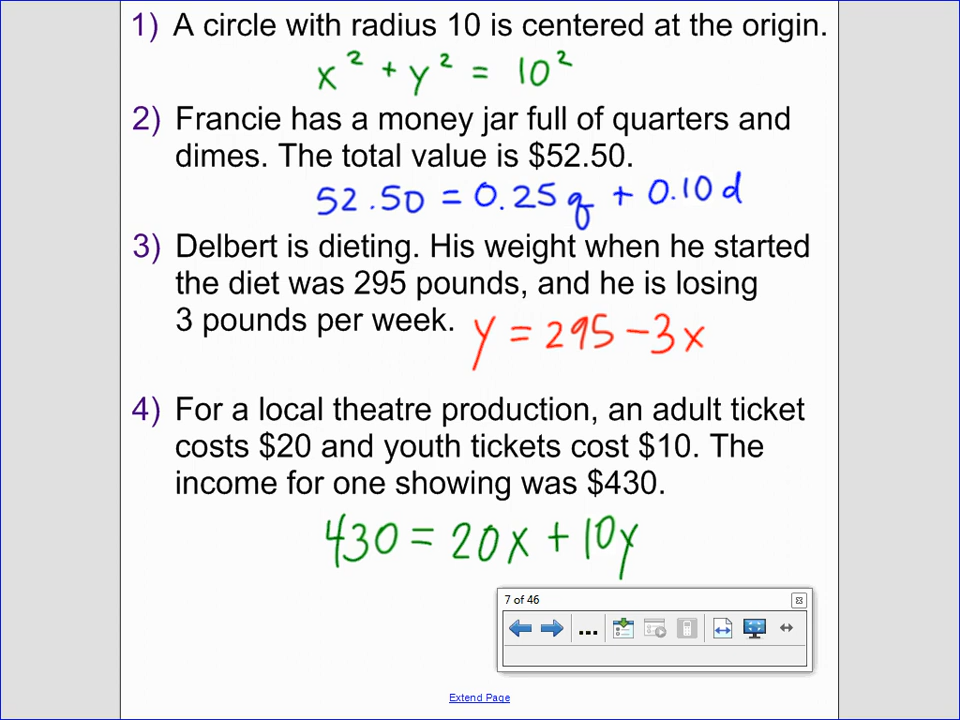 1) A circle with radius 10 is centered at the origin.
x² + y² = 10²
2) Francie has a money jar full of quarters and
dimes. The total value is $52.50.
52.50 = 0.25q + 0.10d
3) Delbert is dieting. His weight when he started
the diet was 295 pounds, and he is losing
3 pounds per week.
y = 295 - 3x
4) For a local theatre production, an adult ticket
costs $20 and youth tickets cost $10. The
income for one showing was $430.
430 = 20x + 10y
7 of 46
...
Extend Page